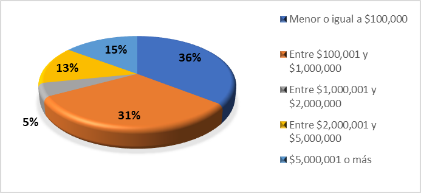 15%
36%
13%
5%
31%
Menor o igual a $100,000
Entre $100,001 y
$1,000,000
Entre $1,000,001 y
$2,000,000
Entre $2,000,001 y
$5,000,000
$5,000,001 o más